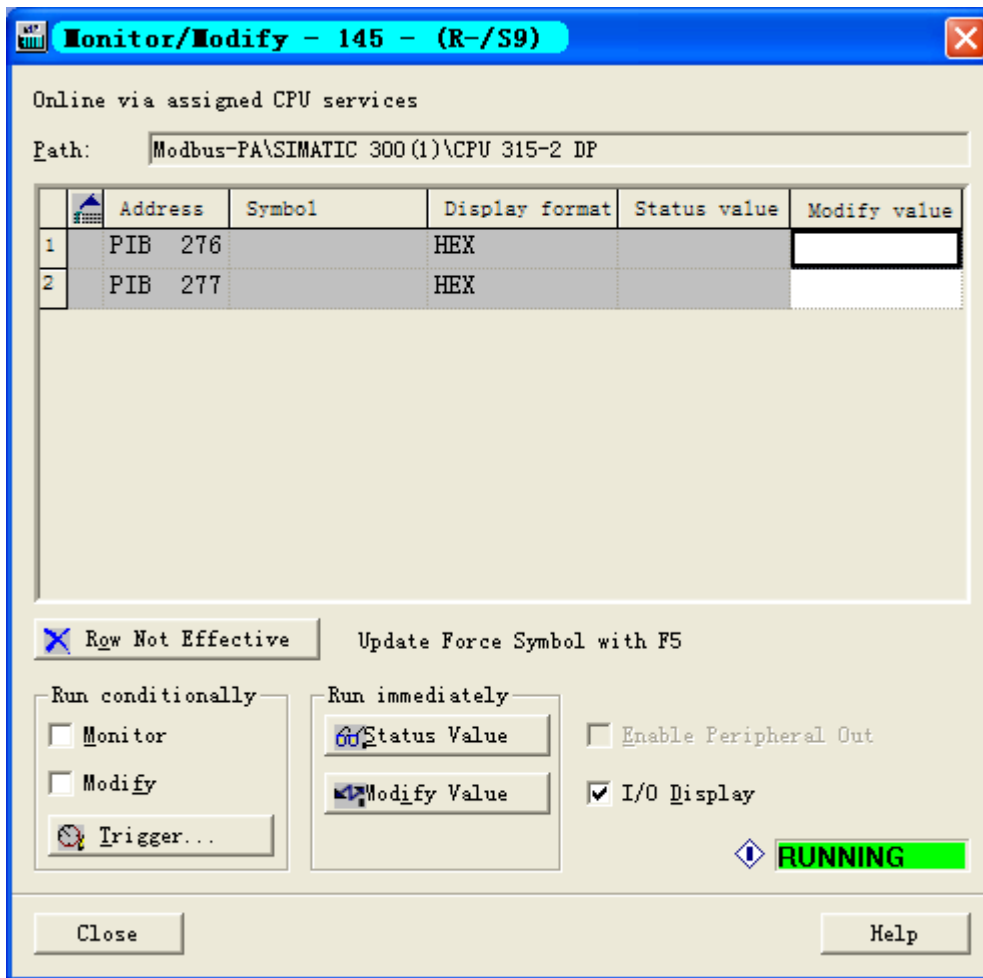 Monitor/Modify - 145 - (R-/S9)
Online via assigned CPU services
Path: Modbus-PA\SIMATIC 300(1)\CPU 315-2 DP
Address Symbol Display format Status value Modify value
1 PIB 276 HEX
2 PIB 277 HEX
Row Not Effective Update Force Symbol with F5
Run conditionally Run immediately
Monitor Status Value Enable Peripheral Out
Modify Modify Value I/O Display
Trigger...
RUNNING
Close Help